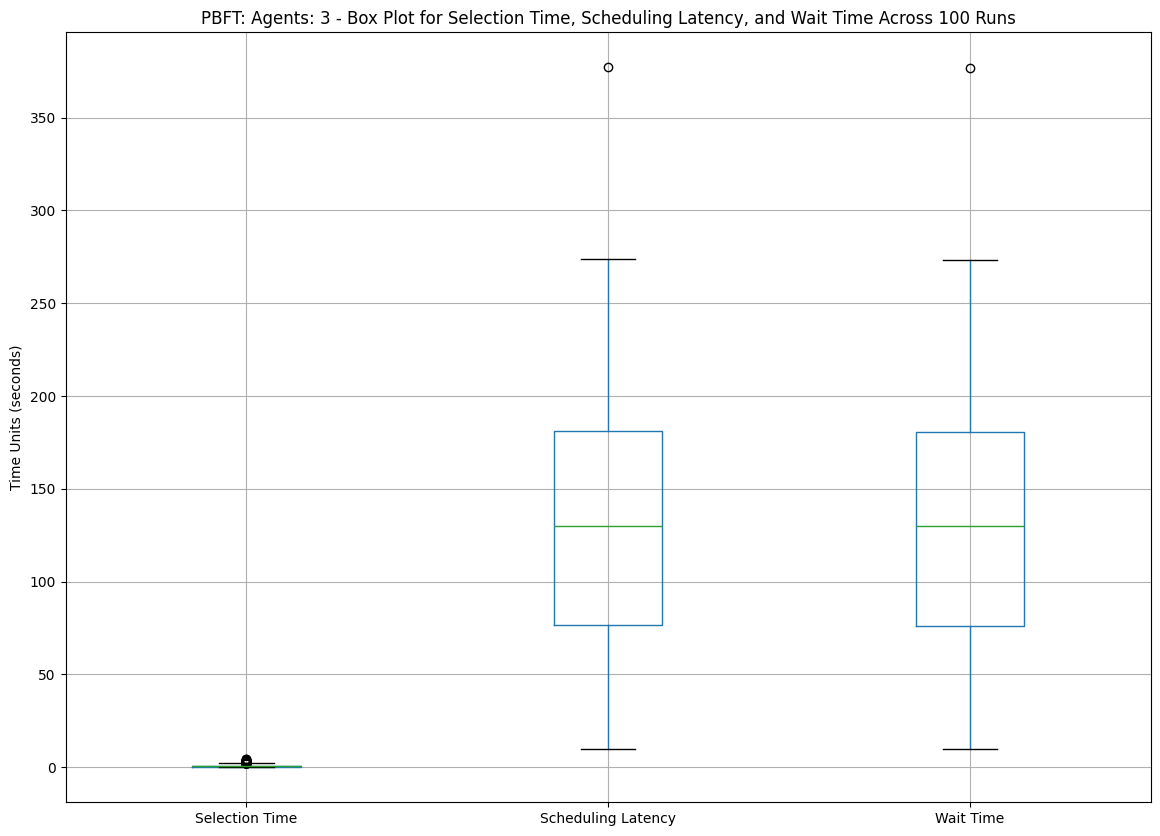 PBFT: Agents: 3 - Box Plot for Selection Time, Scheduling Latency, and Wait Time Across 100 Runs
Time Units (seconds)
350
300
250
200
150
100
50
0
Selection Time
Scheduling Latency
Wait Time